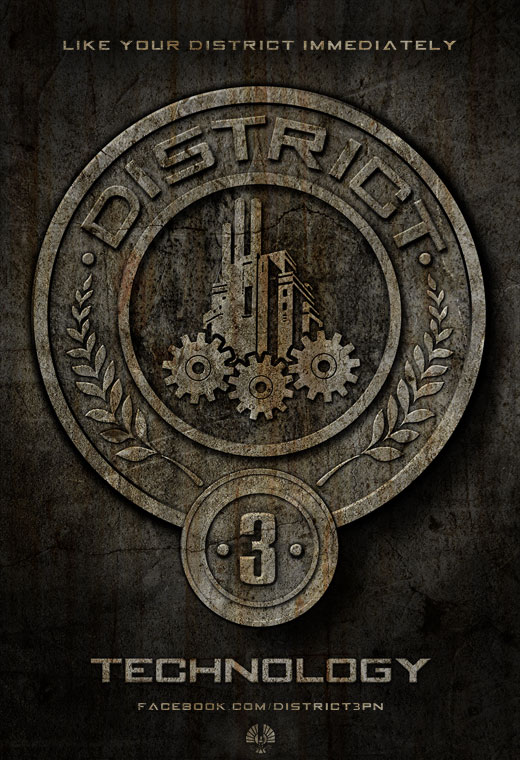 LIKE YOUR DISTRICT IMMEDIATELY
DISTRICT
3
TECHNOLOGY
FACEBOOK.COM/DISTRICT3PN